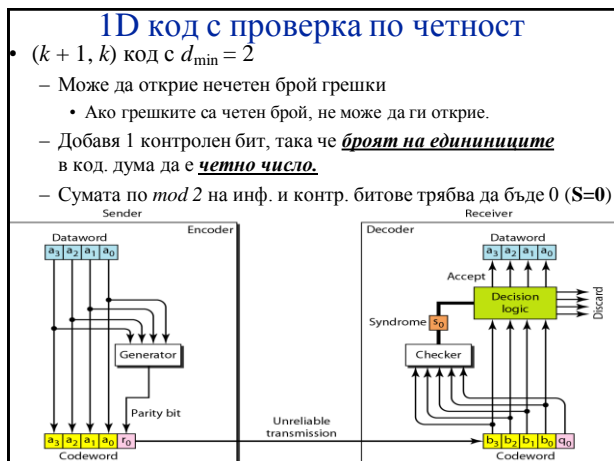 1D код с проверка по четност
• (k + 1, k) код с dmin = 2
– Може да открие нечетен брой грешки
• Ако грешките са четен брой, не може да ги открие.
– Добавя 1 контролен бит, така че броят на едининиците
в код. дума да е четно число.
– Сумата по mod 2 на инф. и контр. битове трябва да бъде 0 (S=0)
Sender
Receiver
Encoder
Decoder
Dataword
Dataword
a3 a2 a1 a0
a3 a2 a1 a0
Accept
Decision
logic
Discard
Syndrome
s0
Generator
Checker
Parity bit
Unreliable
transmission
a3 a2 a1 a0 r0
b3 b2 b1 b0 q0
Codeword
Codeword